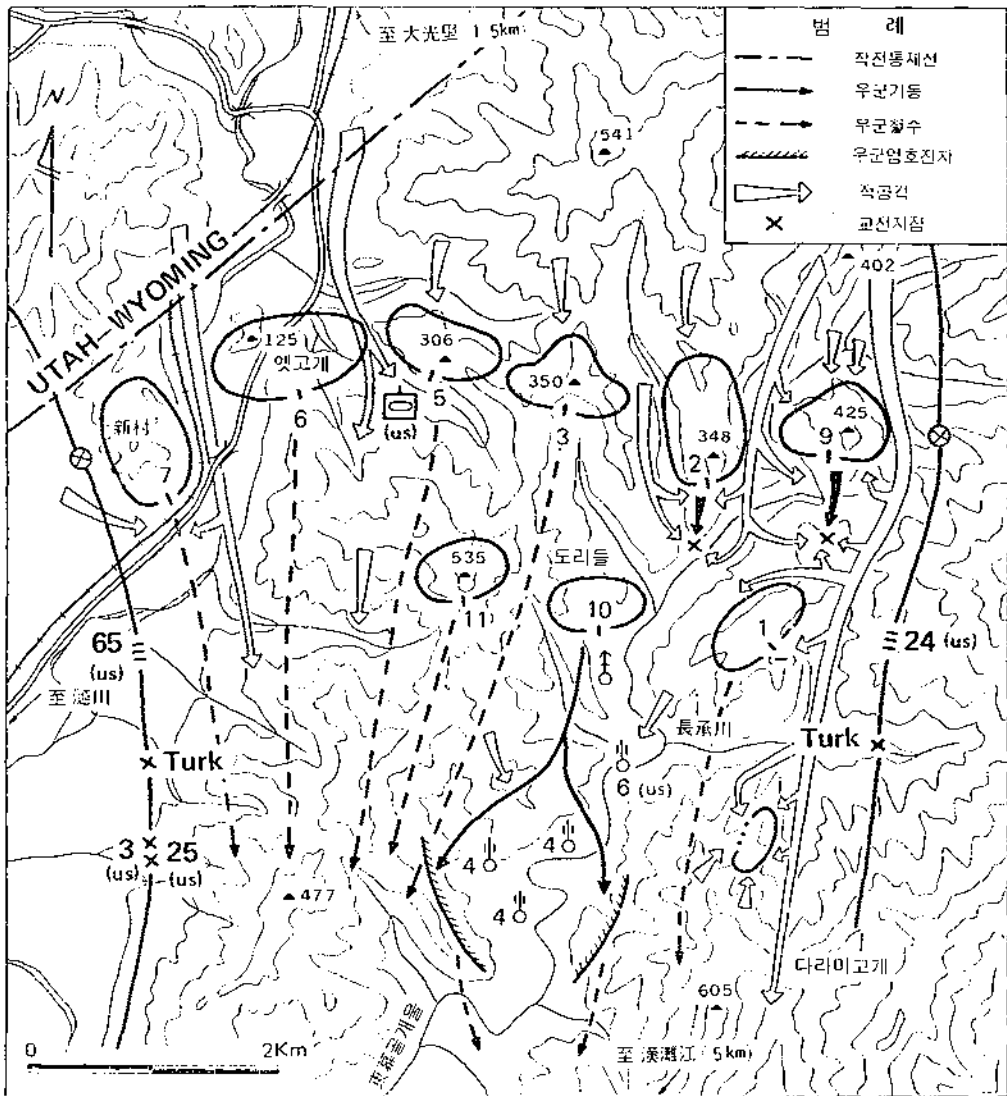 至 大光里 1 5km
범 례
작전통제선
우군기동
우군철수
우군엄호진지
적공격
교전지점
N
UTAH-WYOMING
541
402
125
옛고개
306
350
348
425
新村
7
6
(us)
5
3
2
9
535
11
도리들
10
1
65
(us)
24 (us)
至 漣川
Turk
長承川
Turk
6 (us)
3
(us)
25
(us)
4
4
4
477
605
다라미고개
0 2Km
至 漢灘江 5km